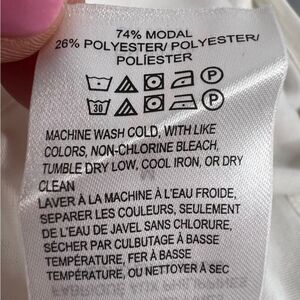 74% MODAL
26% POLYESTER/ POLYESTER/
POLÍESTER
P
30 P
MACHINE WASH COLD, WITH LIKE
COLORS, NON-CHLORINE BLEACH,
TUMBLE DRY LOW, COOL IRON, OR DRY
CLEAN
LAVER À LA MACHINE À L'EAU FROIDE,
SEPARER LES COULEURS, SEULEMENT
DE L'EAU DE JAVEL SANS CHLORURE,
SÉCHER PAR CULBUTAGE À BASSE
TEMPÉRATURE, FER À BASSE
TEMPÉRATURE, OU NETTOYER À SEC